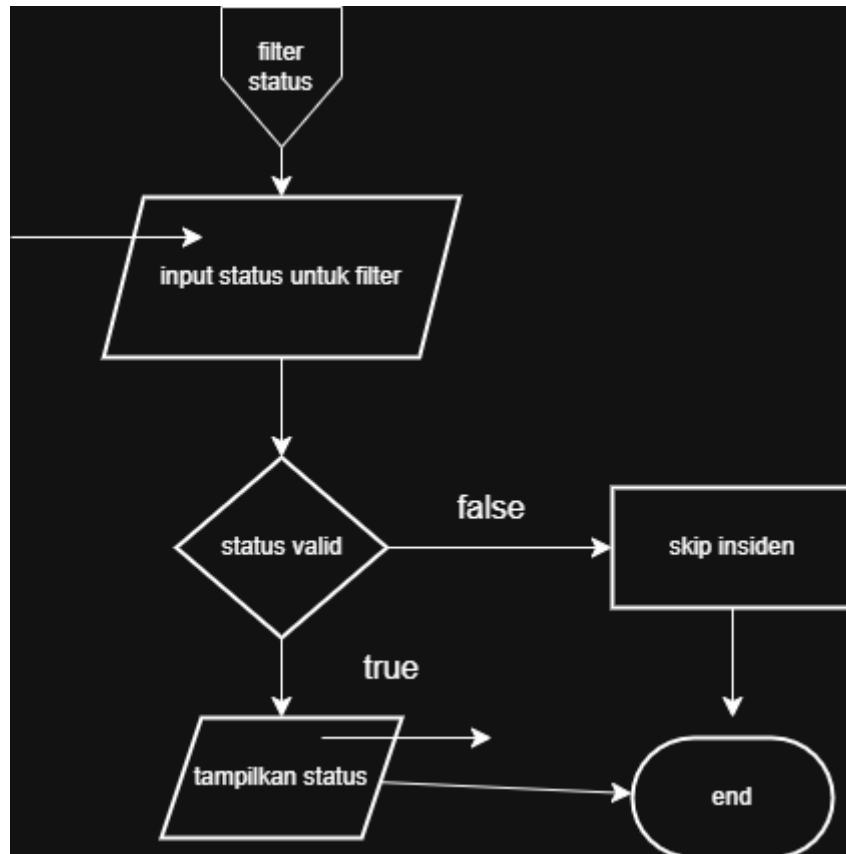 filter
status
input status untuk filter
status valid
false
skip insiden
true
tampilkan status
end